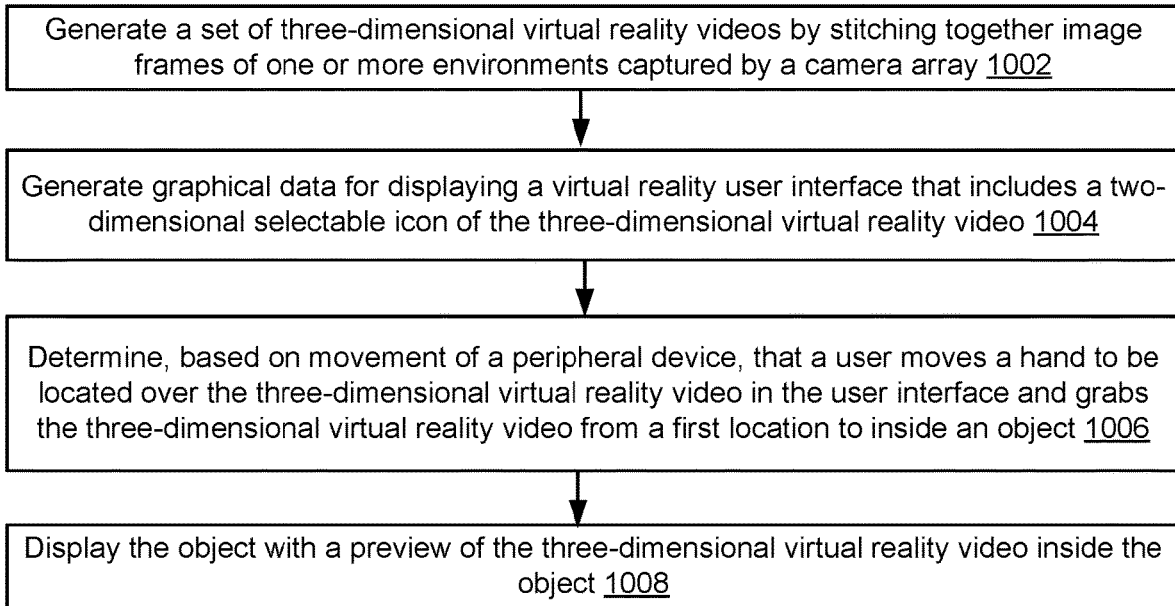 Generate a set of three-dimensional virtual reality videos by stitching together image
frames of one or more environments captured by a camera array 1002
Generate graphical data for displaying a virtual reality user interface that includes a two-
dimensional selectable icon of the three-dimensional virtual reality video 1004
Determine, based on movement of a peripheral device, that a user moves a hand to be
located over the three-dimensional virtual reality video in the user interface and grabs
the three-dimensional virtual reality video from a first location to inside an object 1006
Display the object with a preview of the three-dimensional virtual reality video inside the
object 1008